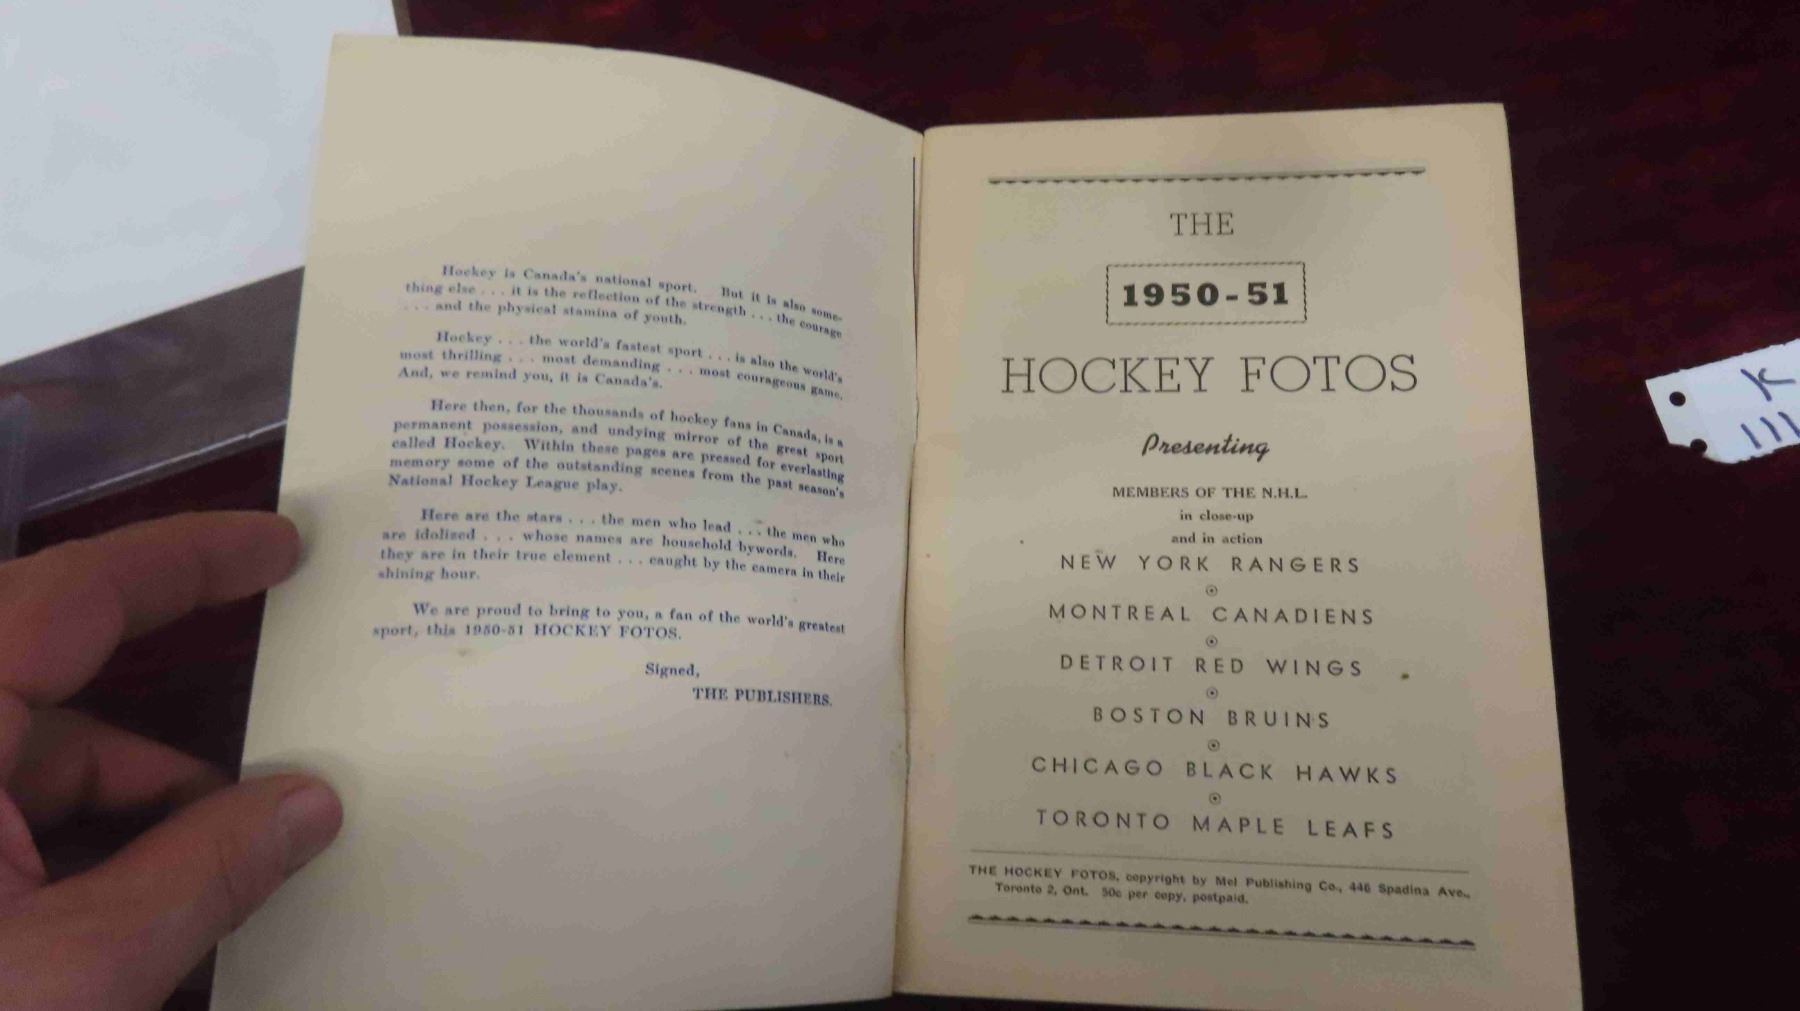 Hockey is Canada's national sport. But it is also some-
thing else . . . it is the reflection of the strength . . . the courage
. . . and the physical stamina of youth.
Hockey . . . the world's fastest sport . . . is also the world's
most thrilling . . . most demanding . . . most courageous game.
And, we remind you, it is Canada's.
Here then, for the thousands of hockey fans in Canada, is a
permanent possession, and undying mirror of the great sport
called Hockey. Within these pages are pressed for everlasting
memory some of the outstanding scenes from the past season's
National Hockey League play.
Here are the stars . . . the men who lead . . . the men who
are idolized . . . whose names are household bywords. Here
they are in their true element . . . caught by the camera in their
shining hour.
We are proud to bring to you, a fan of the world's greatest
sport, this 1950-51 HOCKEY FOTOS.
Signed,
THE PUBLISHERS.
THE
1950-51
HOCKEY FOTOS
Presenting
MEMBERS OF THE N.H.L.
in close-up
and in action
NEW YORK RANGERS
MONTREAL CANADIENS
DETROIT RED WINGS
BOSTON BRUINS
CHICAGO BLACK HAWKS
TORONTO MAPLE LEAFS
THE HOCKEY FOTOS, copyright by Mel Publishing Co., 446 Spadina Ave.,
Toronto 2, Ont. 50c per copy, postpaid.
K